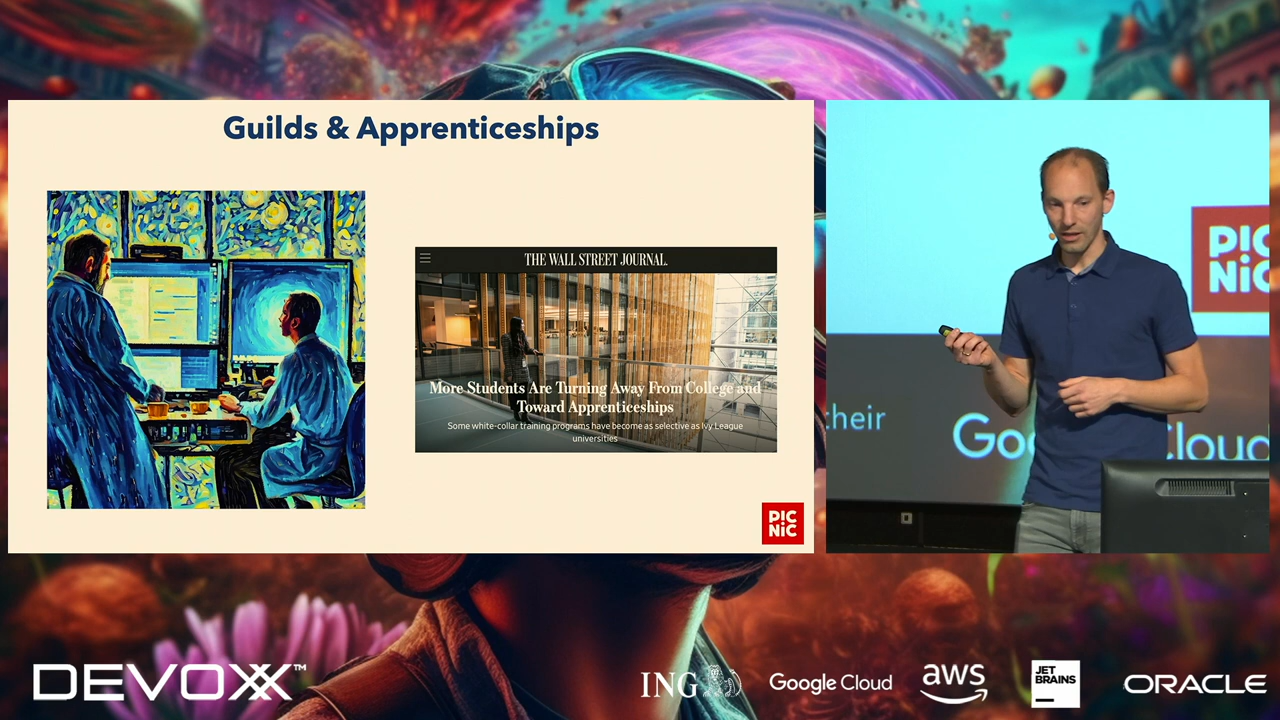 Guilds & Apprenticeships
THE WALL STREET JOURNAL.
More Students Are Turning Away From College and
Toward Apprenticeships
Some white-collar training programs have become as selective as Ivy League
universities
PIC
NiC
PIC
NiC
their
Goo Cloud
DEVOXX™
ING
Google Cloud
aws
JET
BRAINS
ORACLE